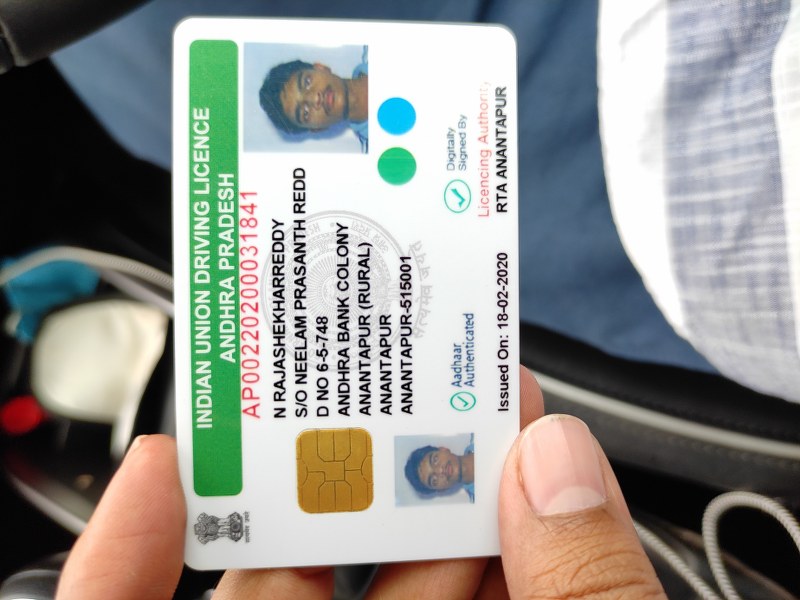 INDIAN UNION DRIVING LICENCE
ANDHRA PRADESH
सत्यमेव जयते
AP00220200031841
N RAJASHEKHARREDDY
S/O NEELAM PRASANTH REDD
D NO 6-5-748
ANDHRA BANK COLONY
ANANTAPUR (RURAL)
ANANTAPUR
ANANTAPUR-515001
सत्यमेव जयते
Aadhaar
Authenticated
Digitally
Signed By
Licencing Authority
Issued On: 18-02-2020
RTA ANANTAPUR